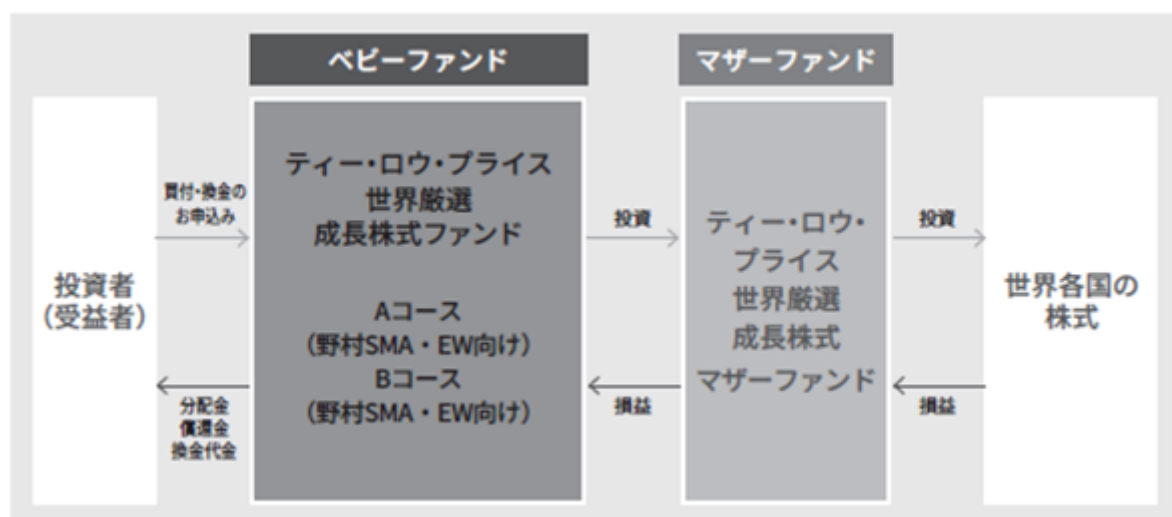 ベビーファンド
マザーファンド
投資者
（受益者）
買付・換金の
お申込み
分配金
償還金
換金代金
ティー・ロウ・プライス
世界厳選
成長株式ファンド
Aコース
（野村SMA・EW向け）
Bコース
（野村SMA・EW向け）
投資
損益
ティー・ロウ・
プライス
世界厳選
成長株式
マザーファンド
投資
損益
世界各国の
株式